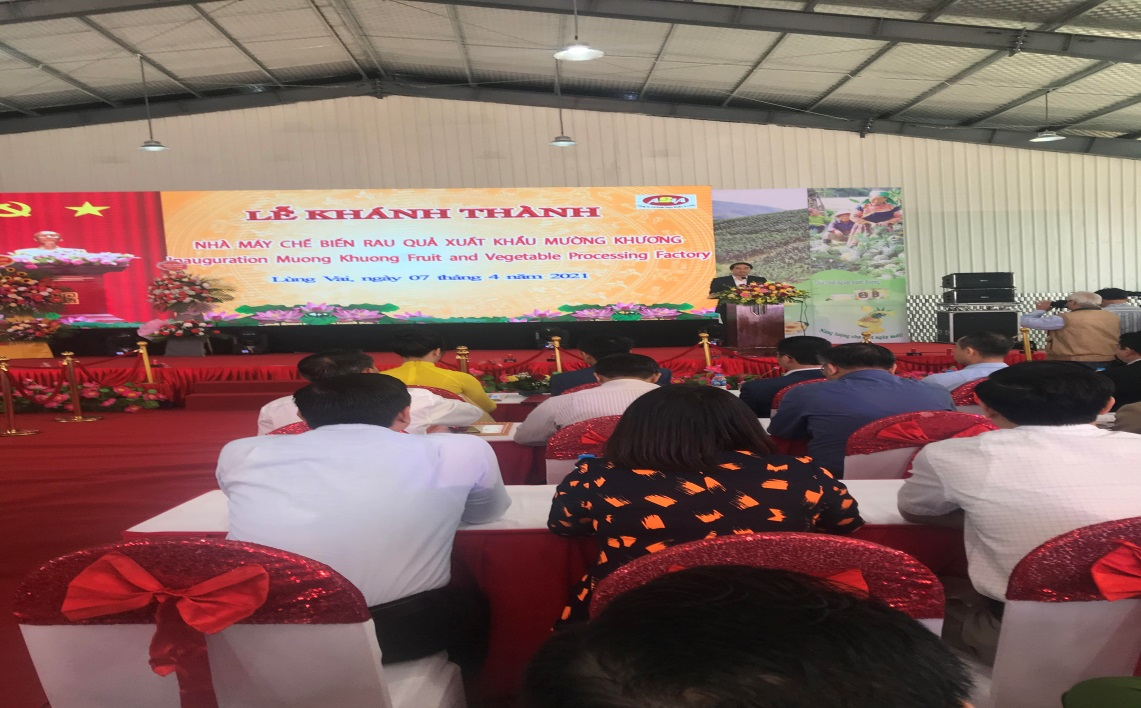 LỄ KHÁNH THÀNH
ASIA
NHÀ MÁY CHẾ BIẾN RAU QUẢ XUẤT KHẨU MƯỜNG KHƯƠNG
Inauguration Muong Khuong Fruit and Vegetable Processing Factory
Lùng Vai, ngày 07 tháng 4 năm 2021